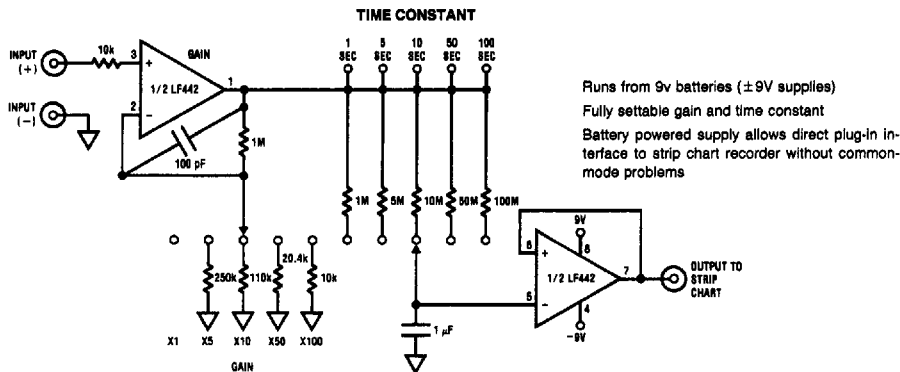 TIME CONSTANT
1 SEC
5 SEC
10 SEC
50 SEC
100 SEC
INPUT (+)
10k
3
+
GAIN
1/2 LF442
1
2
−
INPUT (−)
100 pF
1M
Runs from 9v batteries (±9V supplies)
Fully settable gain and time constant
Battery powered supply allows direct plug-in in-
terface to strip chart recorder without common-
mode problems
1M
5M
10M
50M
100M
250k
110k
20.4k
10k
X1
X5
X10
X50
X100
GAIN
1 µF
9V
6
+
8
1/2 LF442
7
5
−
4
−9V
OUTPUT TO
STRIP
CHART